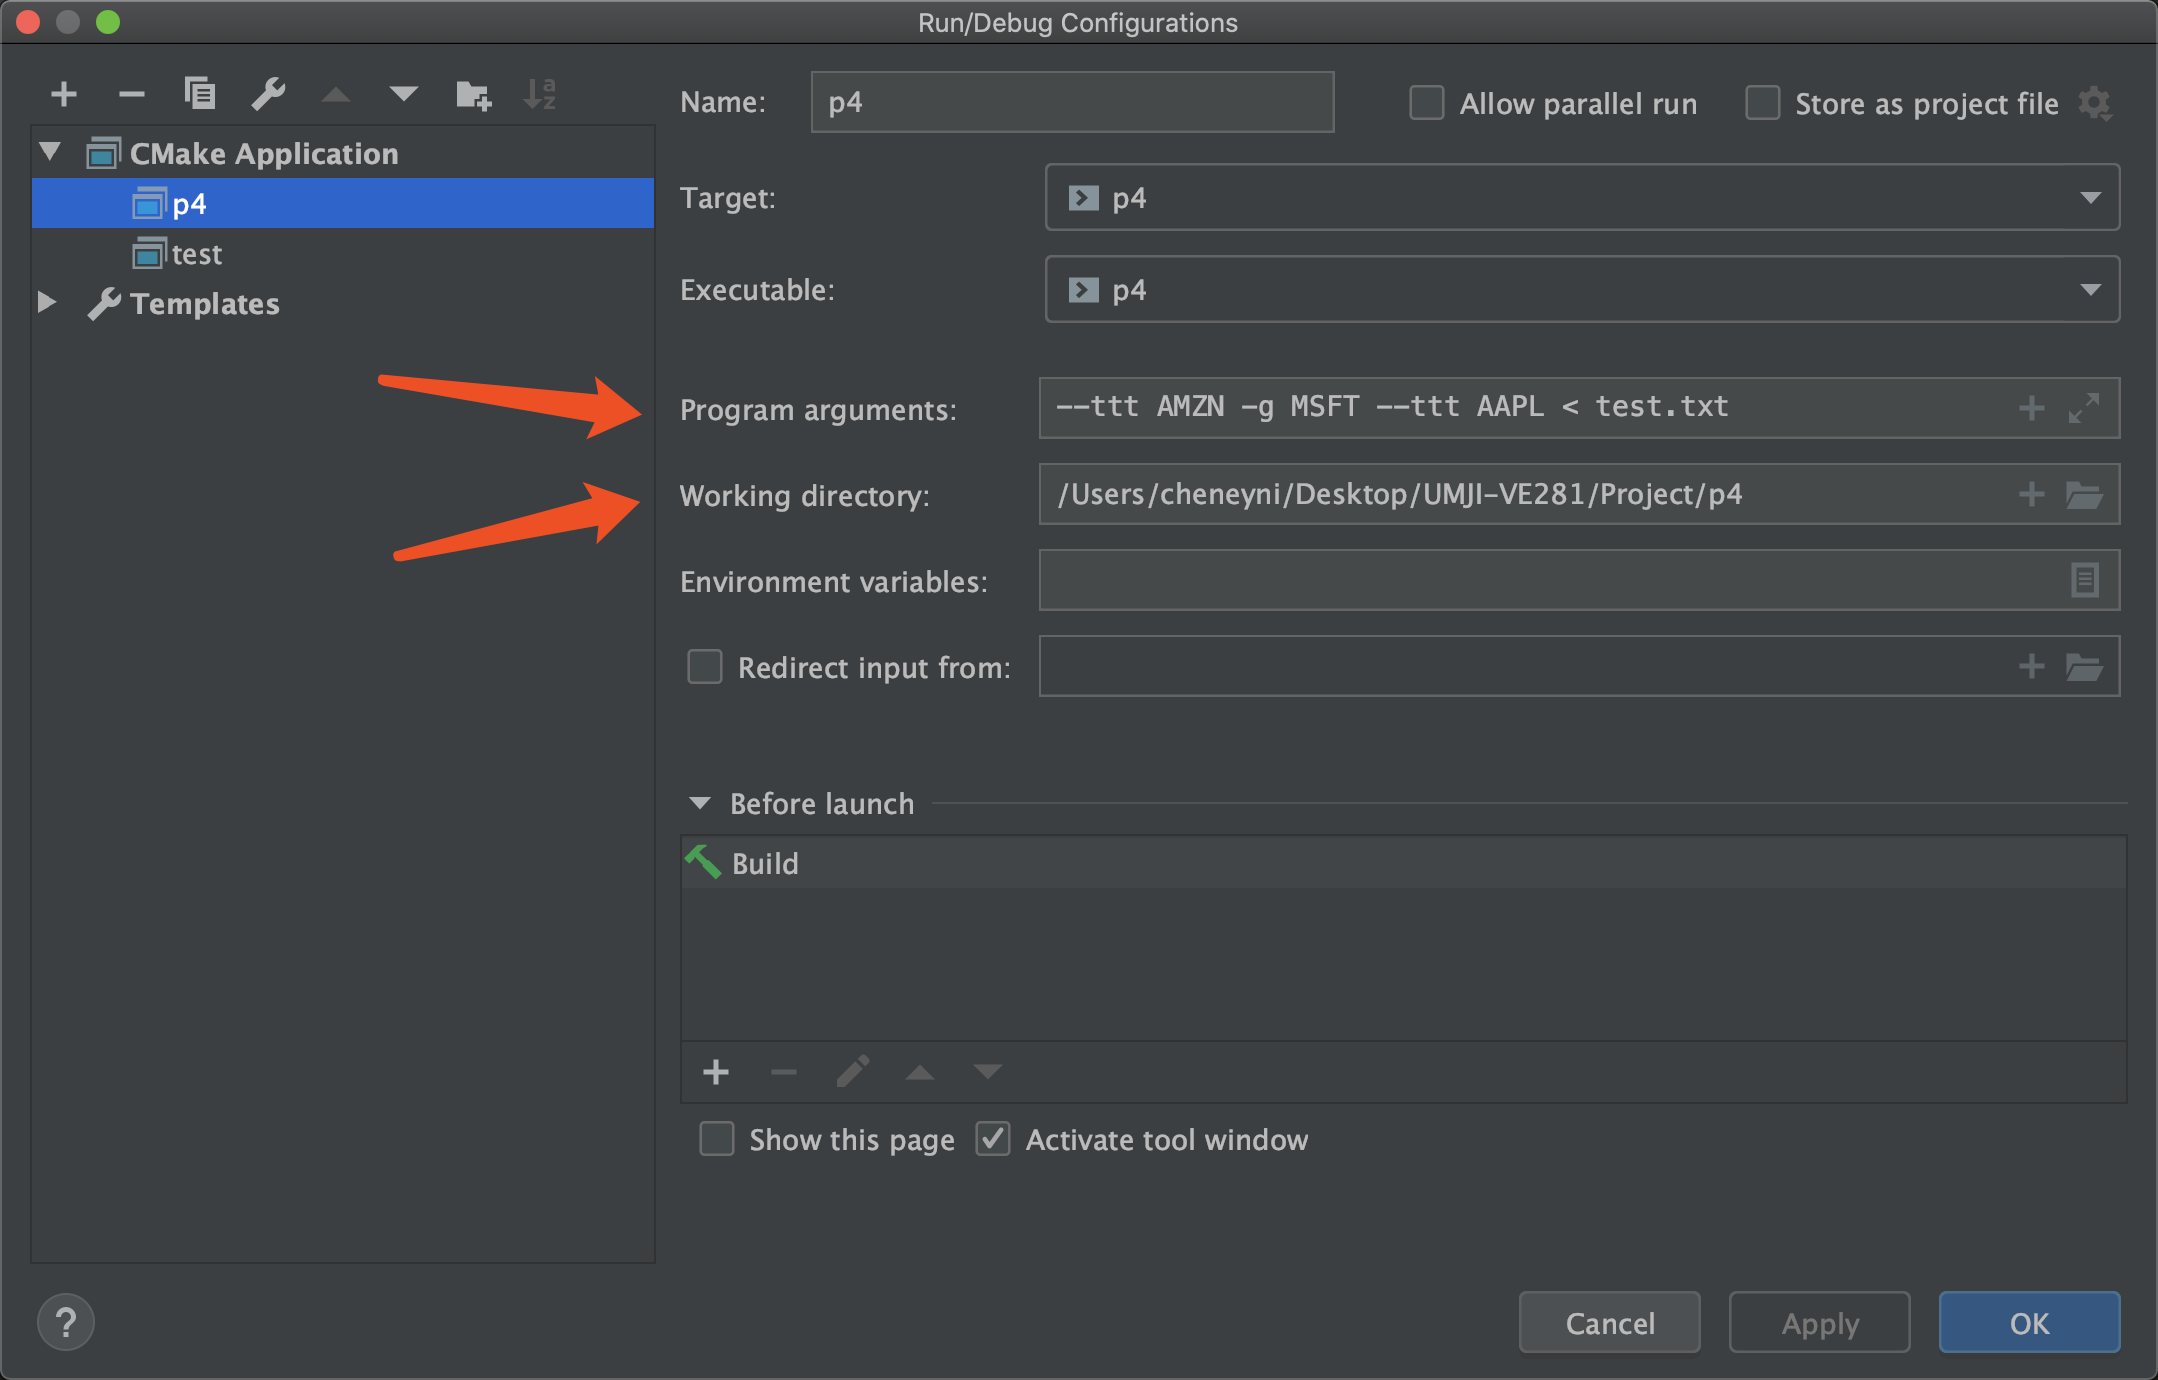 Run/Debug Configurations
Name: p4 Allow parallel run Store as project file
CMake Application
p4
test
Templates
Target: p4
Executable: p4
Program arguments: --ttt AMZN -g MSFT --ttt AAPL < test.txt
Working directory: /Users/cheneyni/Desktop/UMJI-VE281/Project/p4
Environment variables:
Redirect input from:
Before launch
Build
Show this page Activate tool window
? Cancel Apply OK